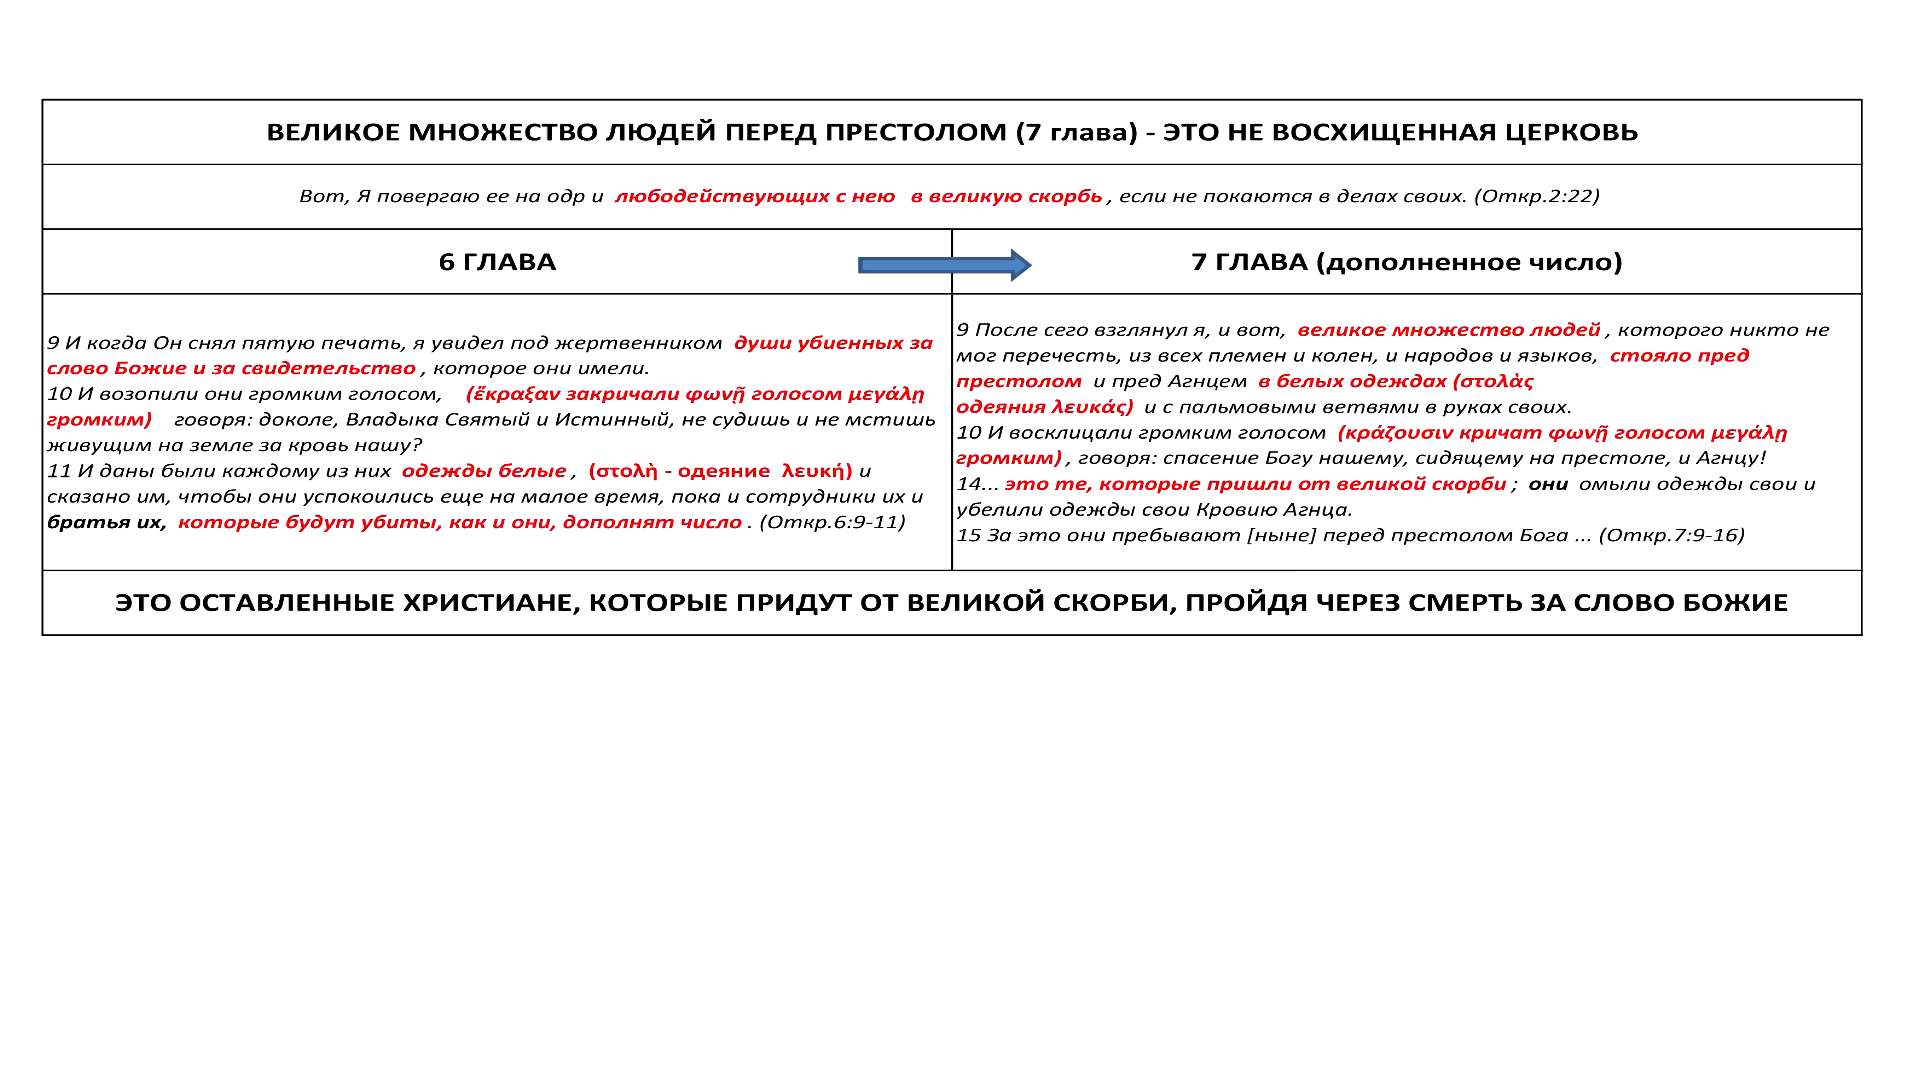 ВЕЛИКОЕ МНОЖЕСТВО ЛЮДЕЙ ПЕРЕД ПРЕСТОЛОМ (7 глава) - ЭТО НЕ ВОСХИЩЕННАЯ ЦЕРКОВЬ
Вот, Я повергаю ее на одр и любодействующих с нею в великую скорбь, если не покаются в делах своих. (Откр.2:22)
6 ГЛАВА
7 ГЛАВА (дополненное число)
9 И когда Он снял пятую печать, я увидел под жертвенником души убиенных за
слово Божие и за свидетельство, которое они имели.
10 И возопили они громким голосом, (ἔκραξαν закричали φωνῇ голосом μεγάλῃ
громким) говоря: доколе, Владыка Святый и Истинный, не судишь и не мстишь
живущим на земле за кровь нашу?
11 И даны были каждому из них одежды белые, (στολὴ - одеяние λευκή) и
сказано им, чтобы они успокоились еще на малое время, пока и сотрудники их и
братья их, которые будут убиты, как и они, дополнят число. (Откр.6:9-11)
9 После сего взглянул я, и вот, великое множество людей, которого никто не
мог перечесть, из всех племен и колен, и народов и языков, стояло пред
престолом и пред Агнцем в белых одеждах (στολὰς
одеяния λευκάς) и с пальмовыми ветвями в руках своих.
10 И восклицали громким голосом (κράζουσιν кричат φωνῇ голосом μεγάλῃ
громким), говоря: спасение Богу нашему, сидящему на престоле, и Агнцу!
14... это те, которые пришли от великой скорби; они омыли одежды свои и
убелили одежды свои Кровию Агнца.
15 За это они пребывают [ныне] перед престолом Бога ... (Откр.7:9-16)
ЭТО ОСТАВЛЕННЫЕ ХРИСТИАНЕ, КОТОРЫЕ ПРИДУТ ОТ ВЕЛИКОЙ СКОРБИ, ПРОЙДЯ ЧЕРЕЗ СМЕРТЬ ЗА СЛОВО БОЖИЕ